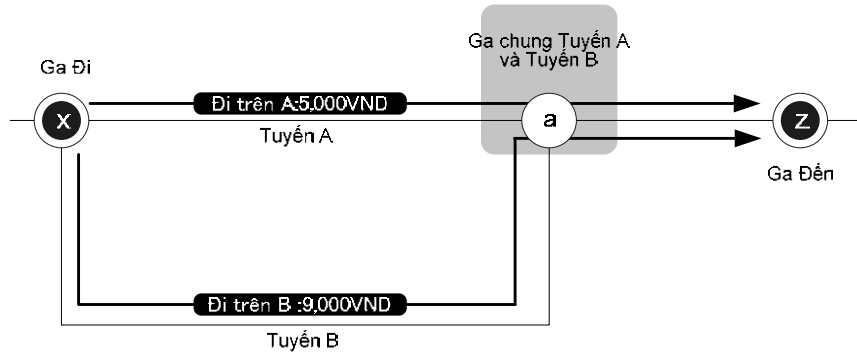 Ga chung Tuyến A
và Tuyến B
Ga Đi
Đi trên A:5,000VND
X
a
Z
Tuyến A
Ga Đến
Đi trên B :9,000VND
Tuyến B